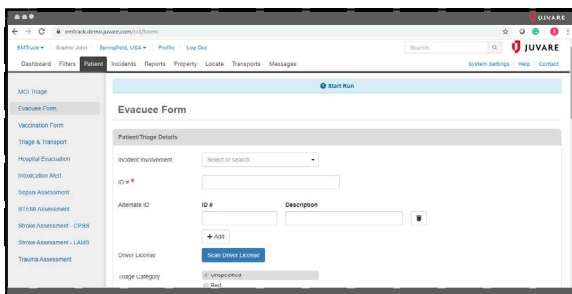 JUVARE
emtrack.demo.juvare.com/ssl/forms
EMTrack Sophie John Springfield, USA Profile Log Out Search JUVARE
Dashboard Filters Patient Incidents Reports Property Locate Transports Messages System Settings Help Contact
MCI Triage
Start Run
Evacuee Form
Evacuee Form
Vaccination Form
Patient/Triage Details
Triage & Transport
Hospital Evacuation
Incident Involvement Select or search
Intoxication Alert
ID # *
Sepsis Assessment
STEMI Assessment
Alternate ID ID # Description
Stroke Assessment - CPSS
+ Add
Stroke Assessment - LAMS
Driver License Scan Driver License
Trauma Assessment
Triage Category Unspecified
Red